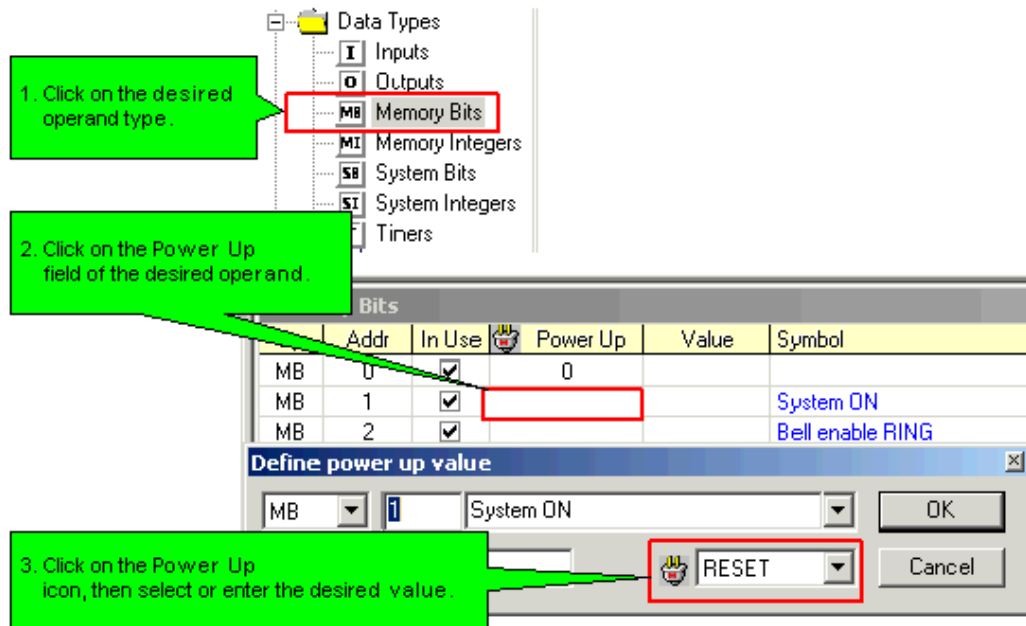 Data Types
I Inputs
O Outputs
MB Memory Bits
MI Memory Integers
SB System Bits
SI System Integers
Timers
1. Click on the desired
operand type.
2. Click on the Power Up
field of the desired operand.
Bits
Addr In Use Power Up Value Symbol
MB 0 0
MB 1 System ON
MB 2 Bell enable RING
Define power up value
MB 1 System ON OK
RESET Cancel
3. Click on the Power Up
icon, then select or enter the desired value.